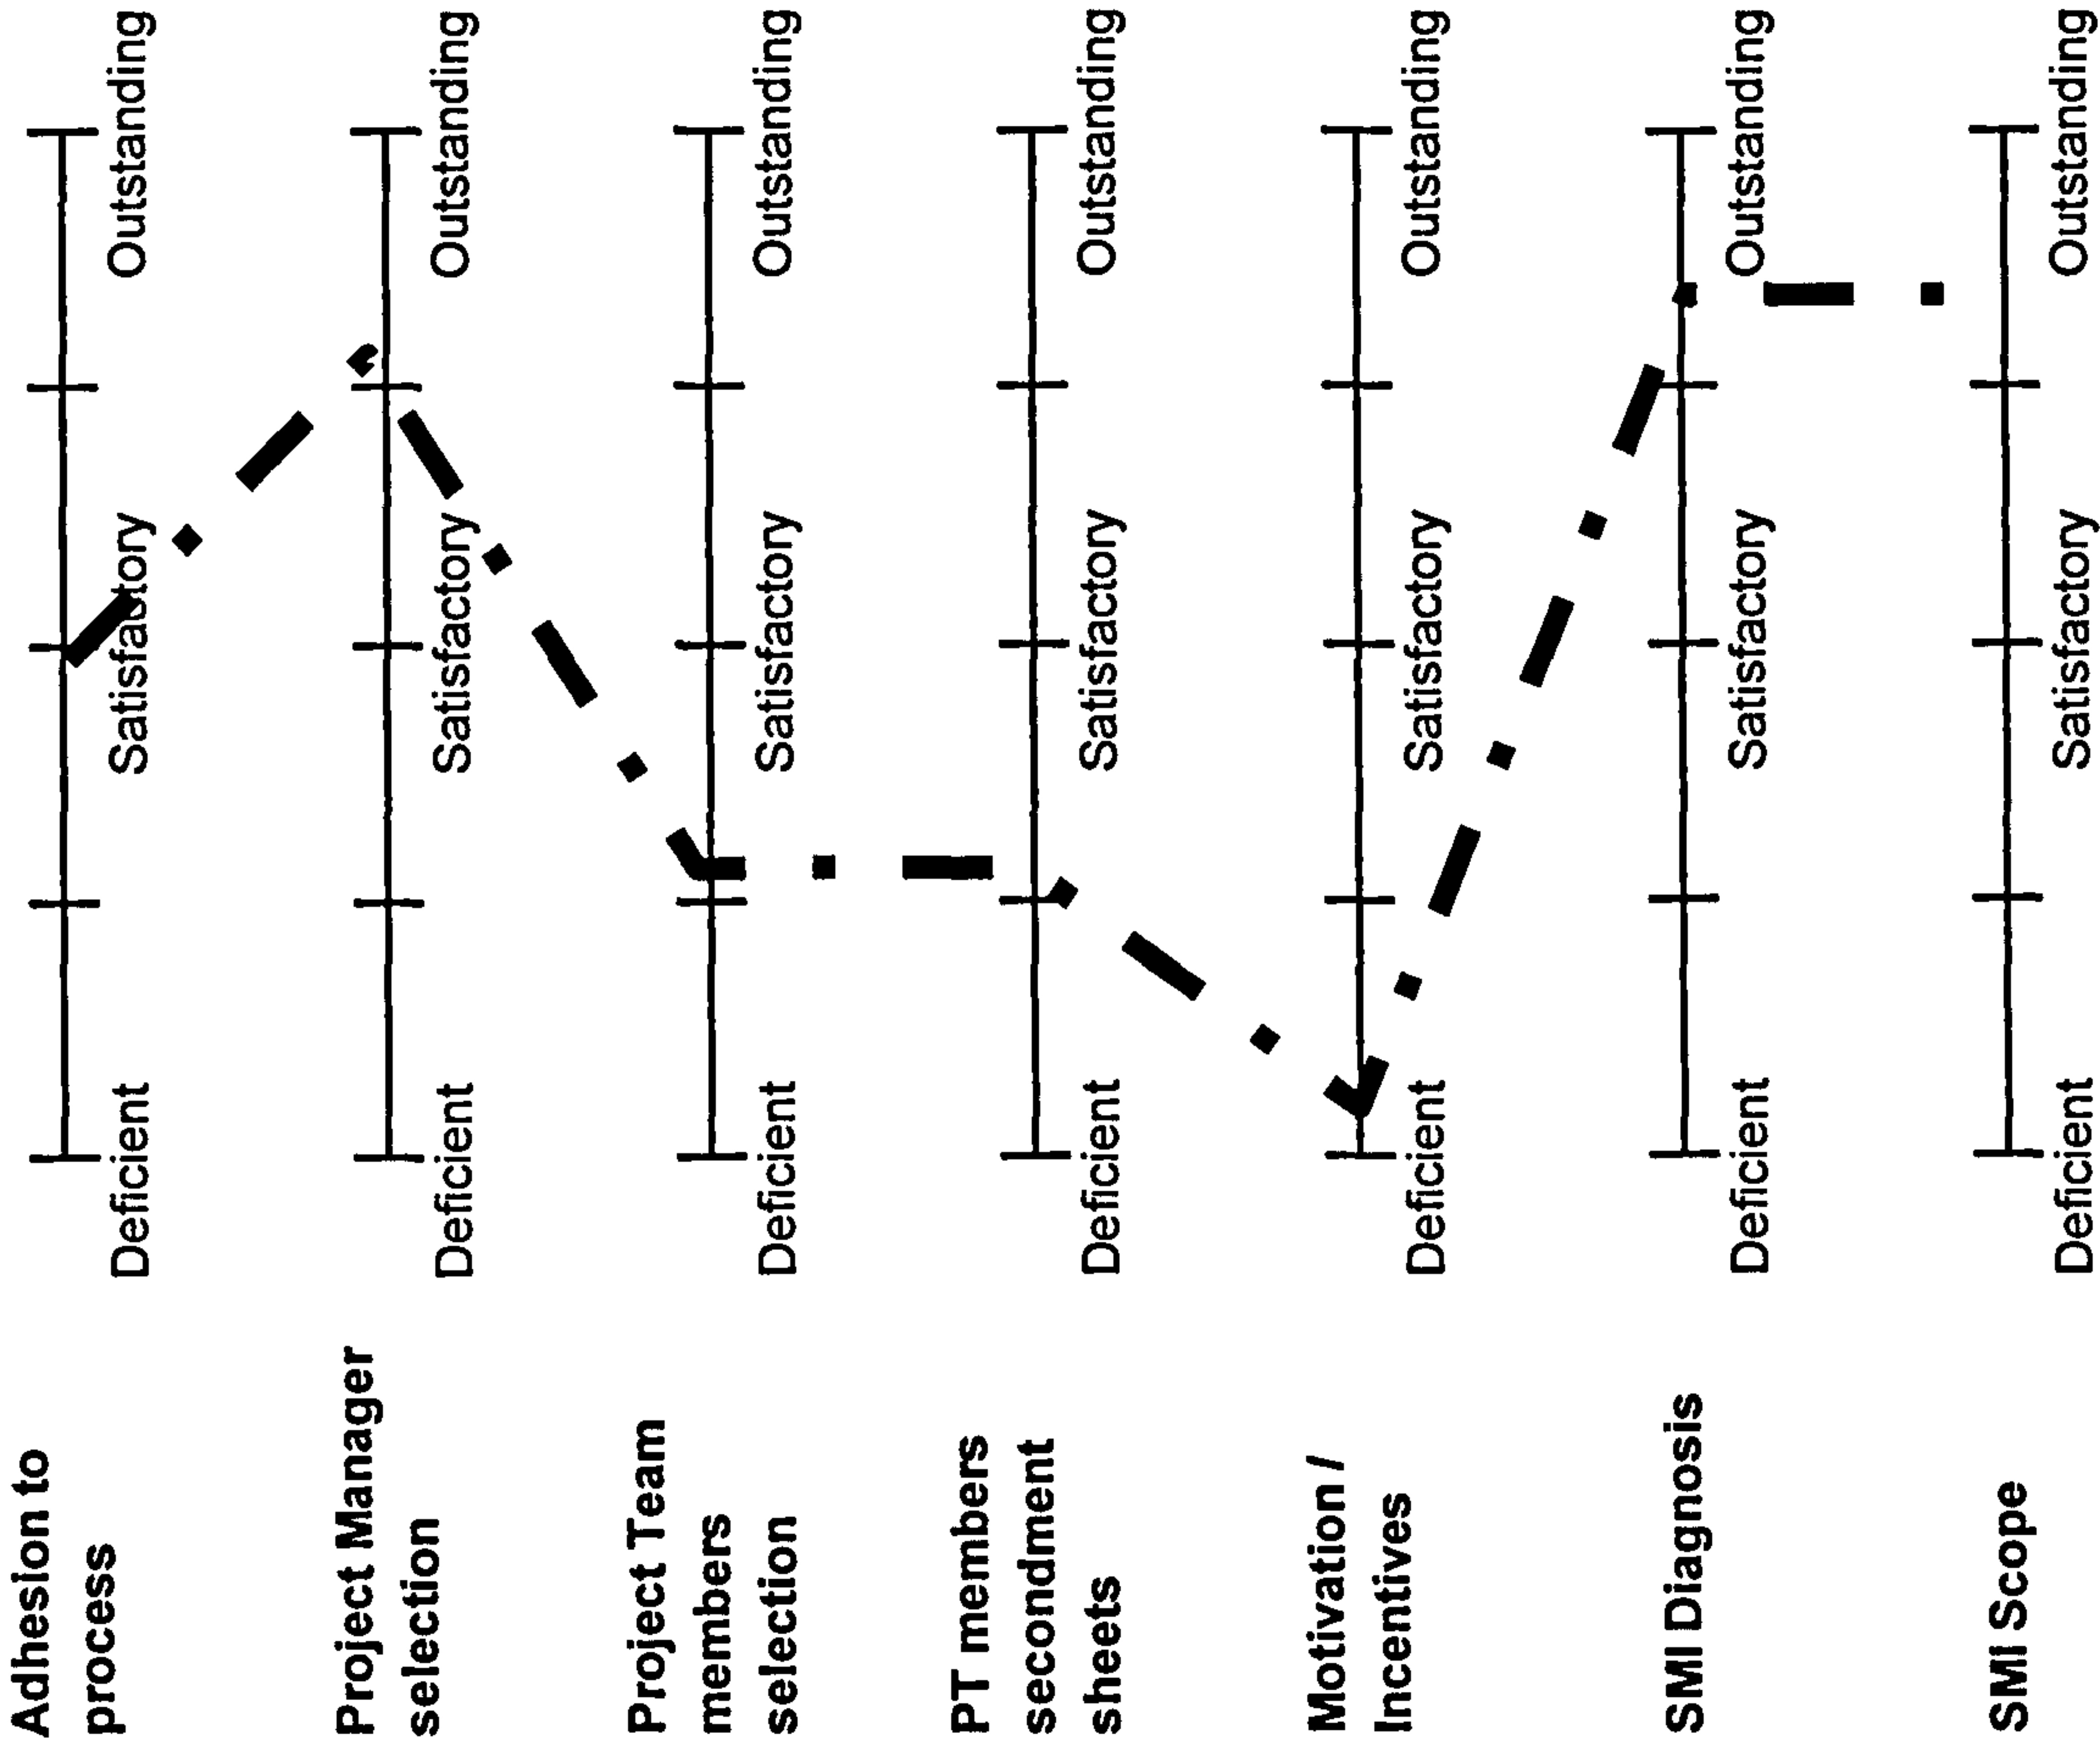 Adhesion to
process
Deficient Satisfactory Outstanding
Project Manager
selection
Deficient Satisfactory Outstanding
Project Team
members
selection
Deficient Satisfactory Outstanding
PT members
secondment
sheets
Deficient Satisfactory Outstanding
Motivation /
Incentives
Deficient Satisfactory Outstanding
SMI Diagnosis
Deficient Satisfactory Outstanding
SMI Scope
Deficient Satisfactory Outstanding